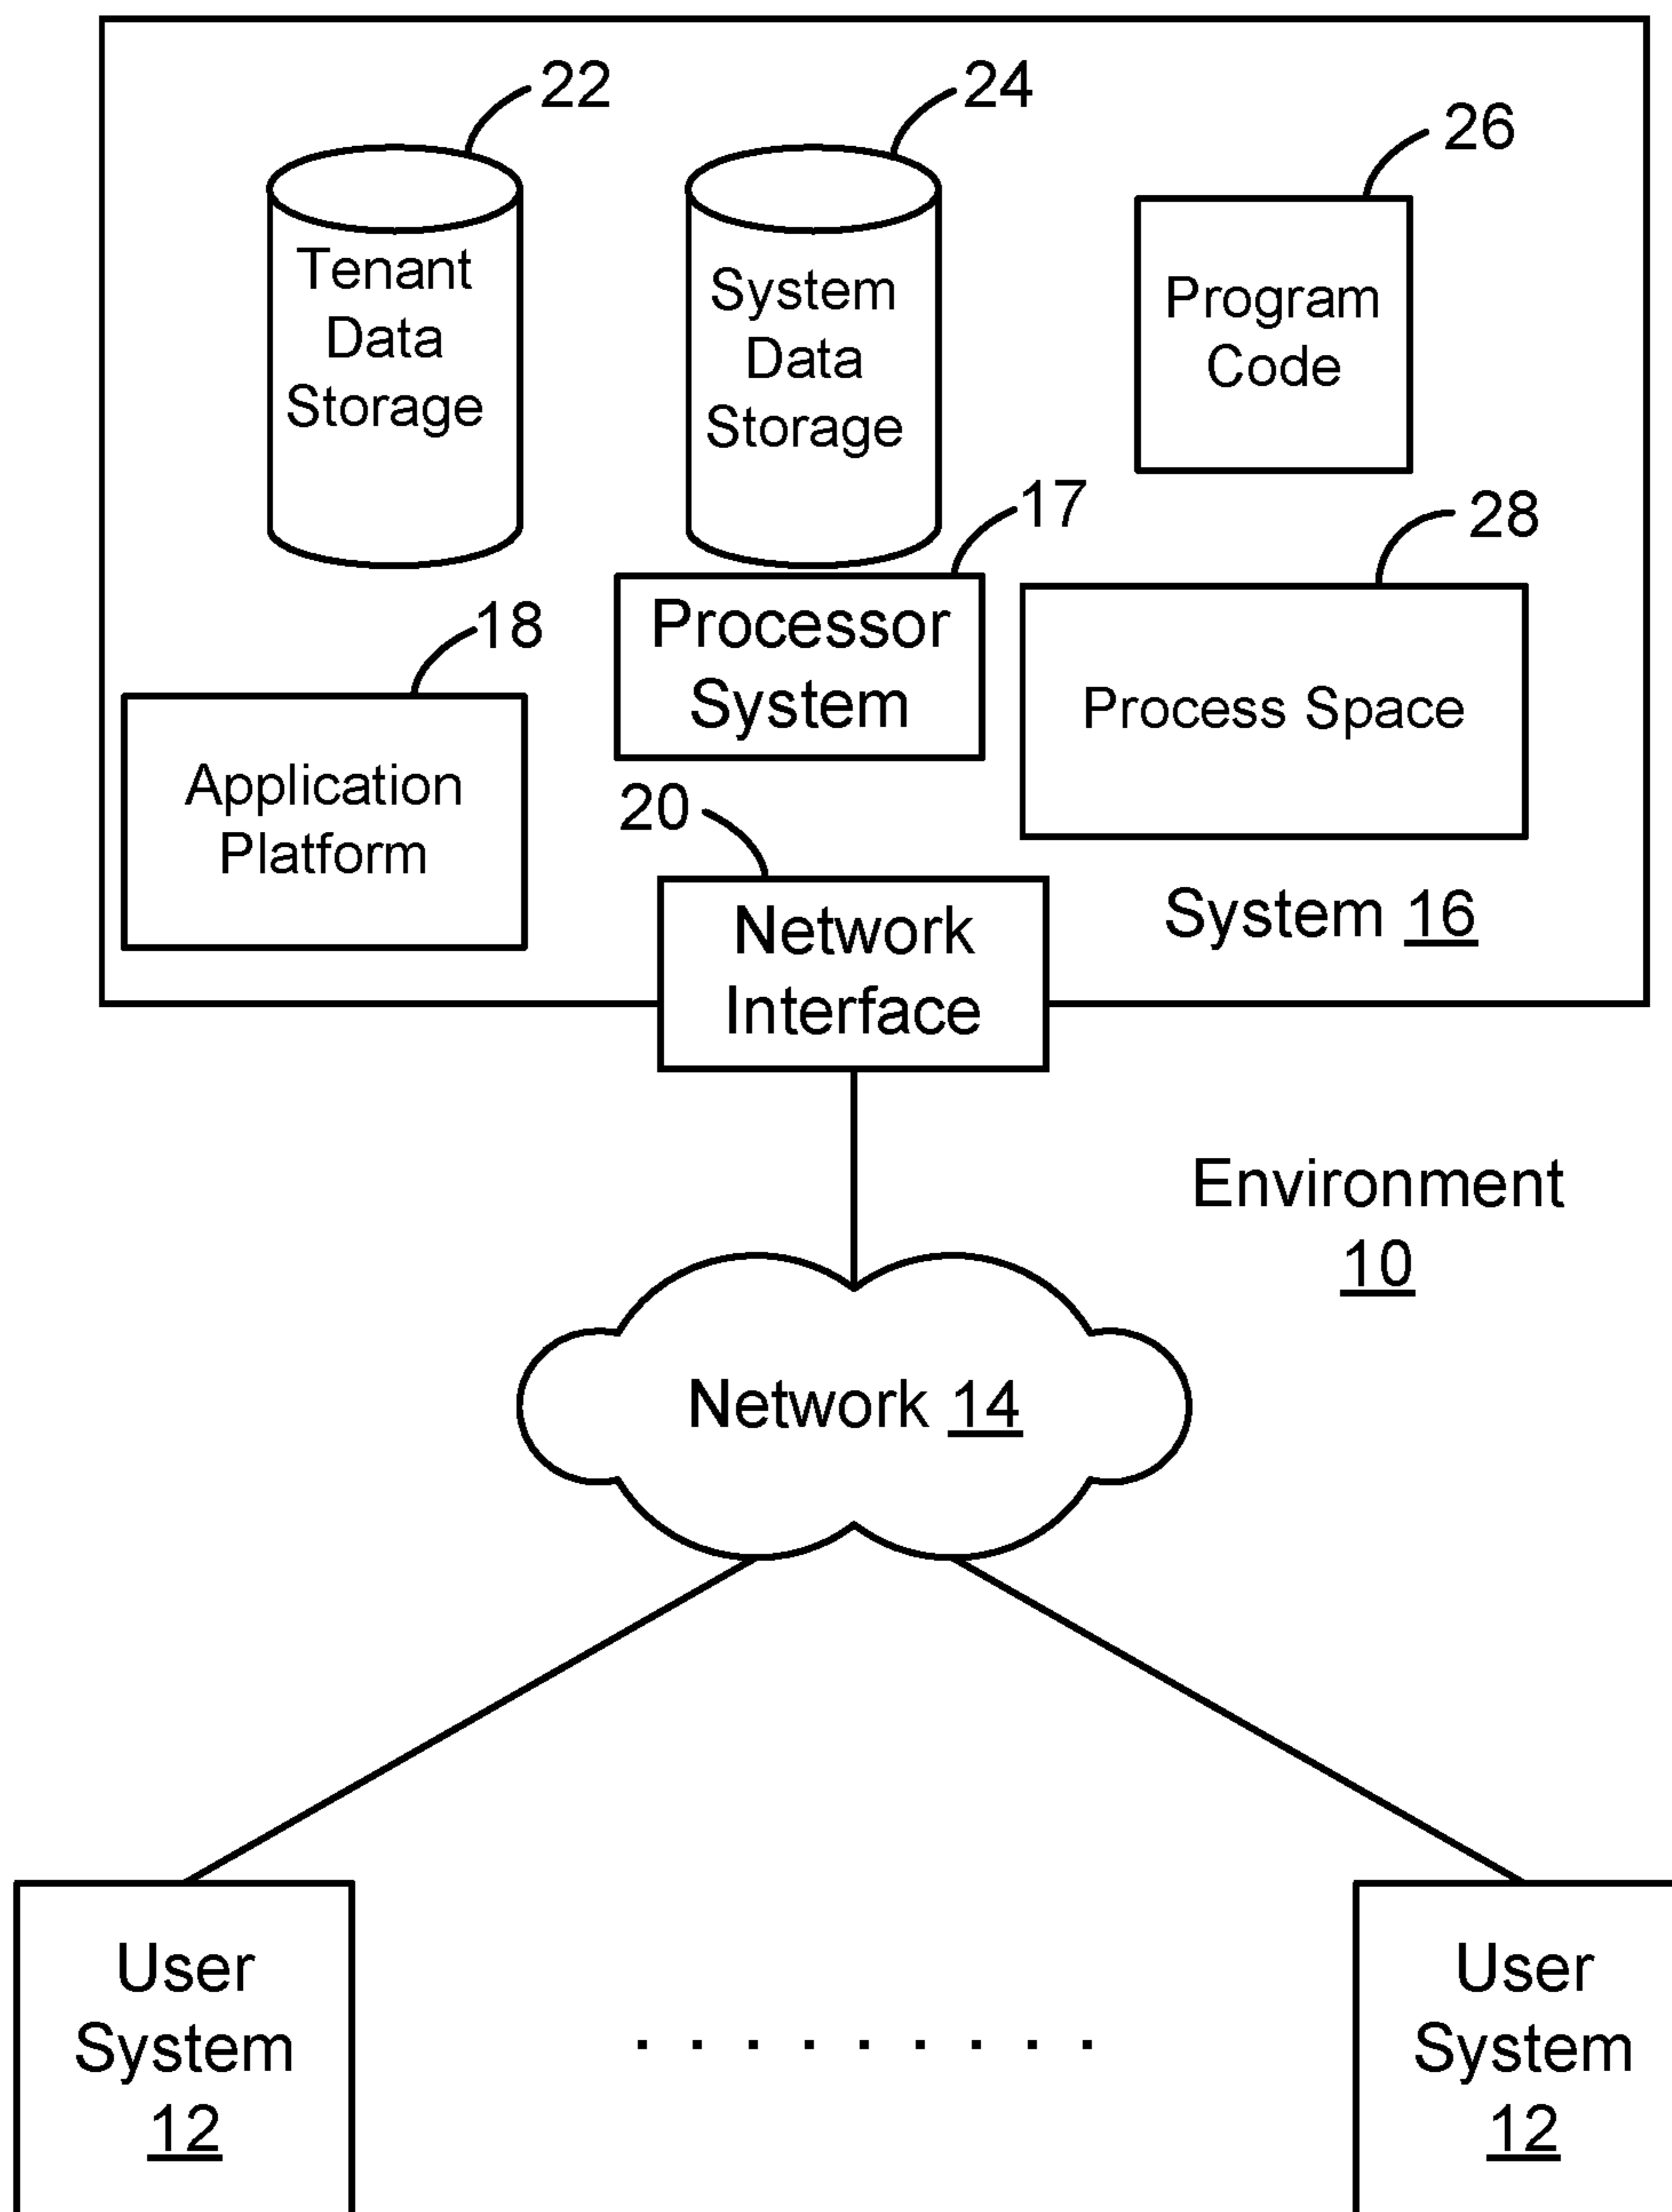 22
24
26
Tenant
Data
Storage
System
Data
Storage
Program
Code
17
28
18
Processor
System
Process Space
Application
Platform
20
Network
Interface
System 16
Environment
10
Network 14
User
System
12
. . . . . . . . .
User
System
12